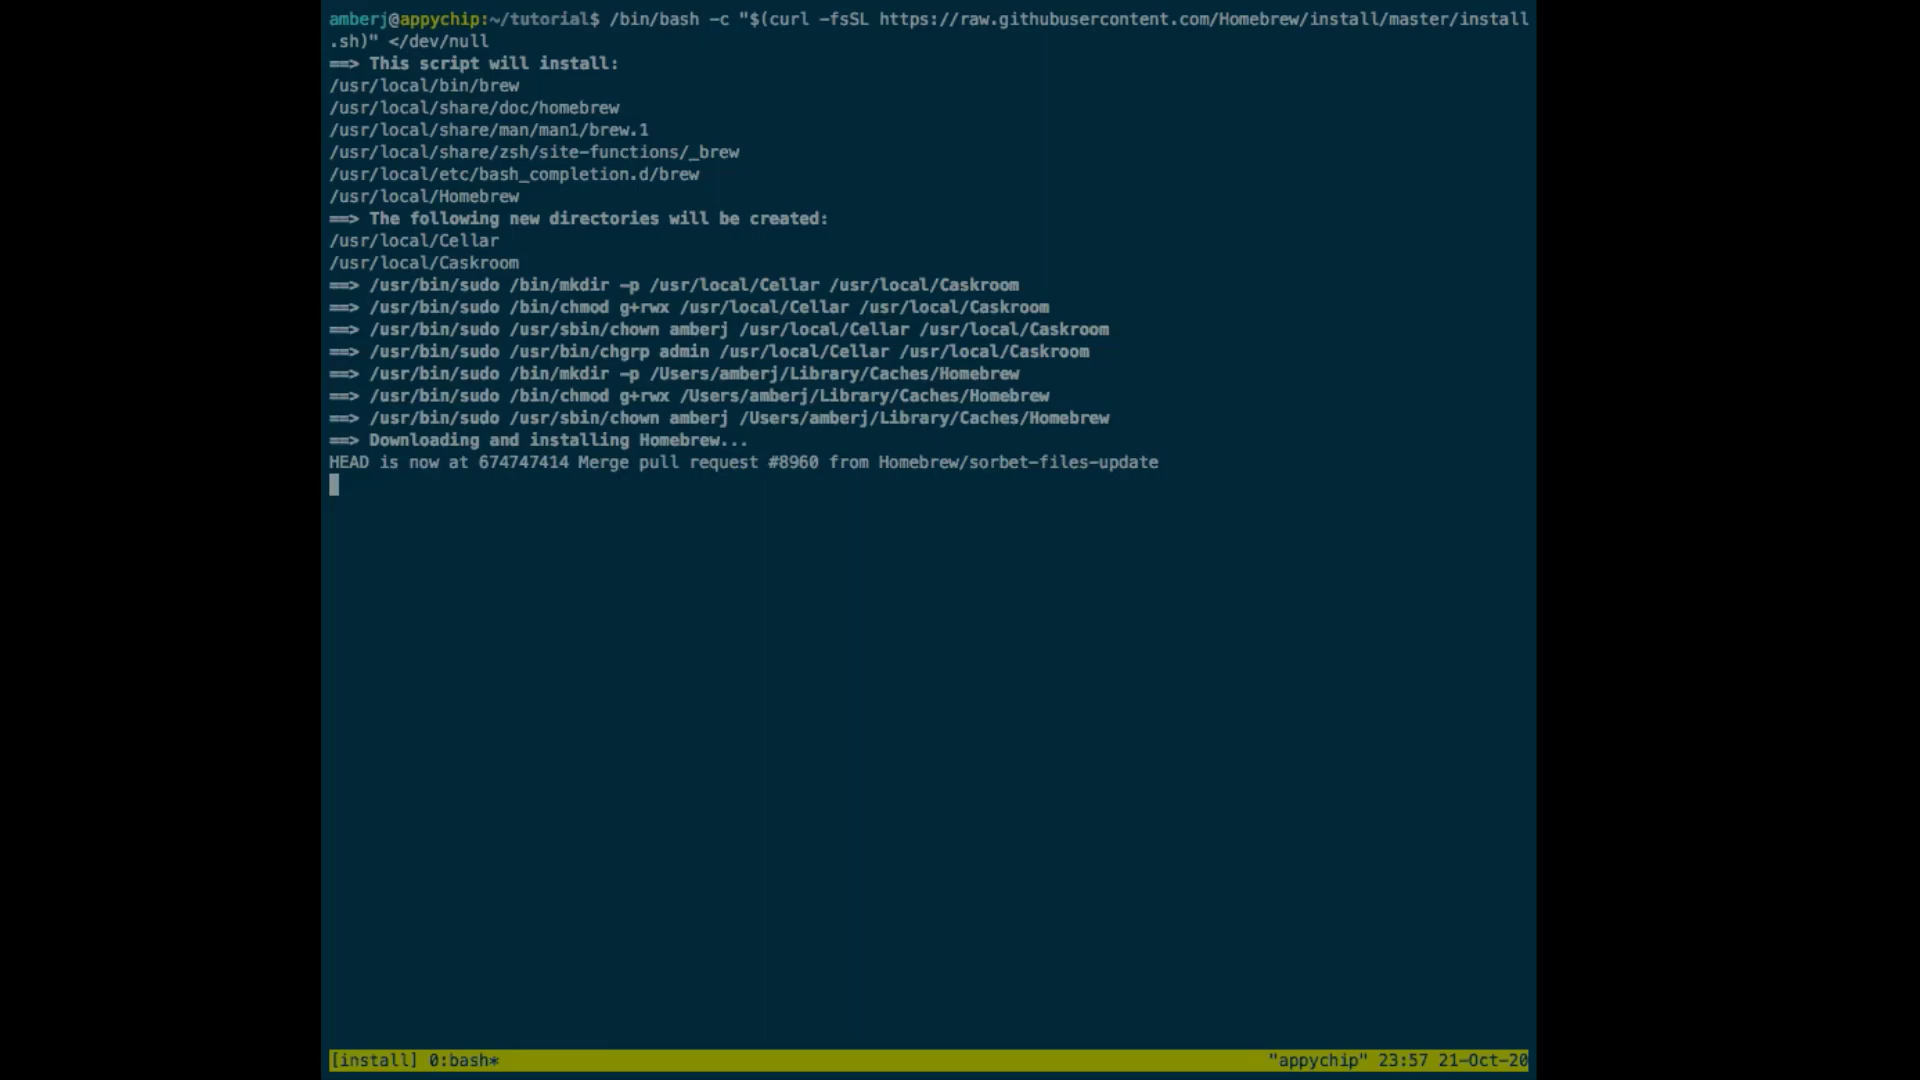 amberj@appychip:~/tutorial$ /bin/bash -c "$(curl -fsSL https://raw.githubusercontent.com/Homebrew/install/master/install
.sh)" </dev/null
==> This script will install:
/usr/local/bin/brew
/usr/local/share/doc/homebrew
/usr/local/share/man/man1/brew.1
/usr/local/share/zsh/site-functions/_brew
/usr/local/etc/bash_completion.d/brew
/usr/local/Homebrew
==> The following new directories will be created:
/usr/local/Cellar
/usr/local/Caskroom
==> /usr/bin/sudo /bin/mkdir -p /usr/local/Cellar /usr/local/Caskroom
==> /usr/bin/sudo /bin/chmod g+rwx /usr/local/Cellar /usr/local/Caskroom
==> /usr/bin/sudo /usr/sbin/chown amberj /usr/local/Cellar /usr/local/Caskroom
==> /usr/bin/sudo /usr/bin/chgrp admin /usr/local/Cellar /usr/local/Caskroom
==> /usr/bin/sudo /bin/mkdir -p /Users/amberj/Library/Caches/Homebrew
==> /usr/bin/sudo /bin/chmod g+rwx /Users/amberj/Library/Caches/Homebrew
==> /usr/bin/sudo /usr/sbin/chown amberj /Users/amberj/Library/Caches/Homebrew
==> Downloading and installing Homebrew...
HEAD is now at 674747414 Merge pull request #8960 from Homebrew/sorbet-files-update
[install] 0:bash* "appychip" 23:57 21-Oct-20